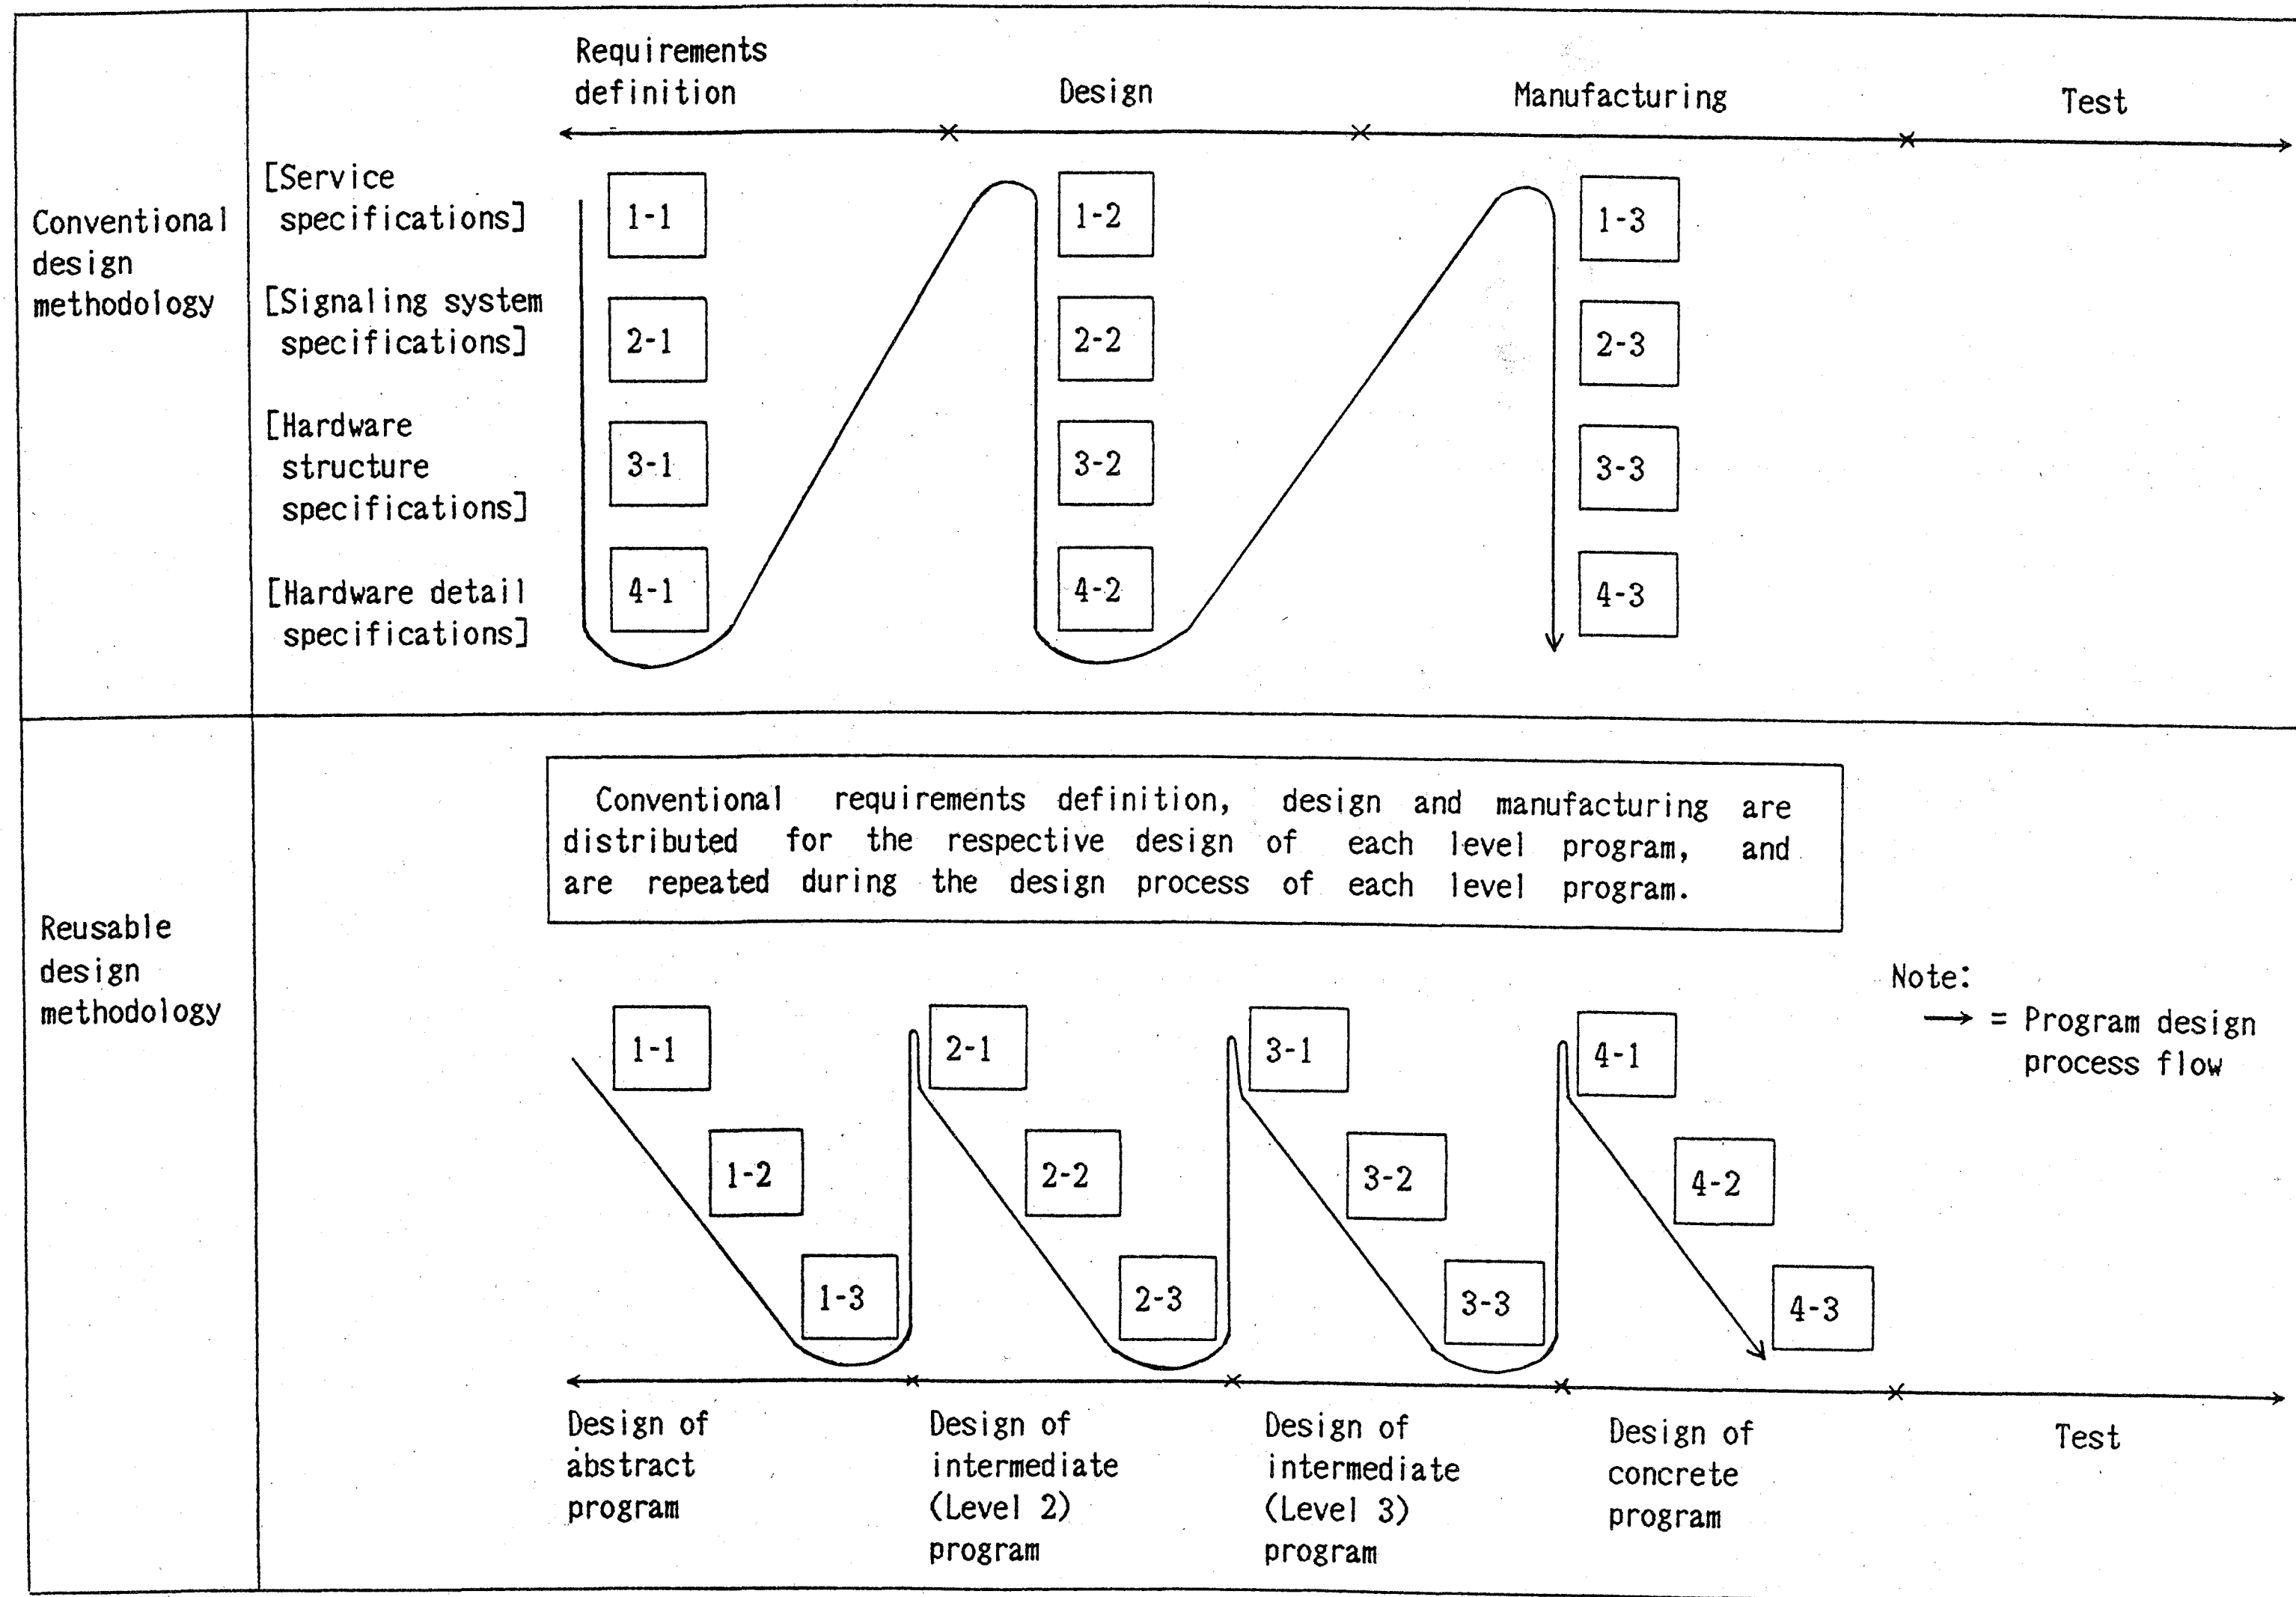 Requirements
definition
Design
Manufacturing
Test
Conventional
design
methodology
[Service
specifications]
[Signaling system
specifications]
[Hardware
structure
specifications]
[Hardware detail
specifications]
1-1
1-2
1-3
2-1
2-2
2-3
3-1
3-2
3-3
4-1
4-2
4-3
Reusable
design
methodology
Conventional requirements definition, design and manufacturing are
distributed for the respective design of each level program, and
are repeated during the design process of each level program.
Note:
→ = Program design
process flow
1-1
2-1
3-1
4-1
1-2
2-2
3-2
4-2
1-3
2-3
3-3
4-3
Design of
abstract
program
Design of
intermediate
(Level 2)
program
Design of
intermediate
(Level 3)
program
Design of
concrete
program
Test